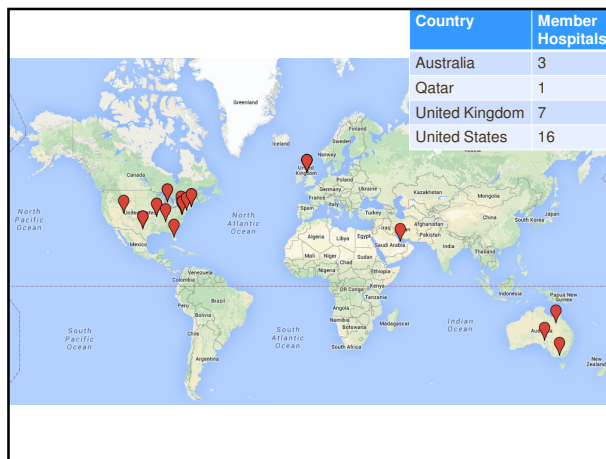 Country Member Hospitals
Australia 3
Qatar 1
United Kingdom 7
United States 16
Greenland
Iceland
Finland
Sweden
Norway
United Kingdom
Canada
Poland
Germany
Ukraine
Kazakhstan
Mongolia
France
Italy
Spain
Turkey
China
South Korea
Japan
North Pacific Ocean
United States
North Atlantic Ocean
Iraq
Afghanistan
Pakistan
Algeria
Libya
Egypt
Saudi Arabia
India
Mexico
Mali
Niger
Sudan
Chad
Thailand
Nigeria
Ethiopia
Venezuela
Colombia
Kenya
DR Congo
Tanzania
Indonesia
Papua New Guinea
Peru
Brazil
Bolivia
Angola
Namibia
Botswana
Madagascar
South Pacific Ocean
Chile
South Atlantic Ocean
Indian Ocean
South Africa
Argentina
New Zealand